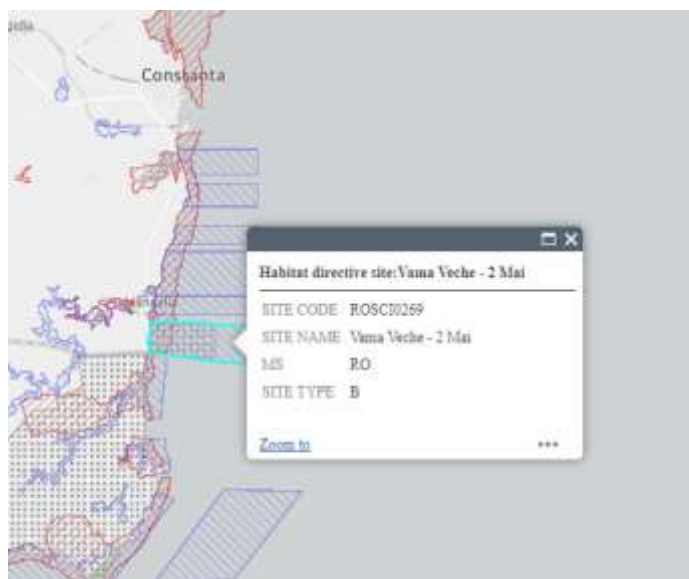 Constanta
Habitat directive site:Vama Veche - 2 Mai
SITE CODE ROSCI0269
SITE NAME Vama Veche - 2 Mai
MS RO
SITE TYPE B
Zoom to